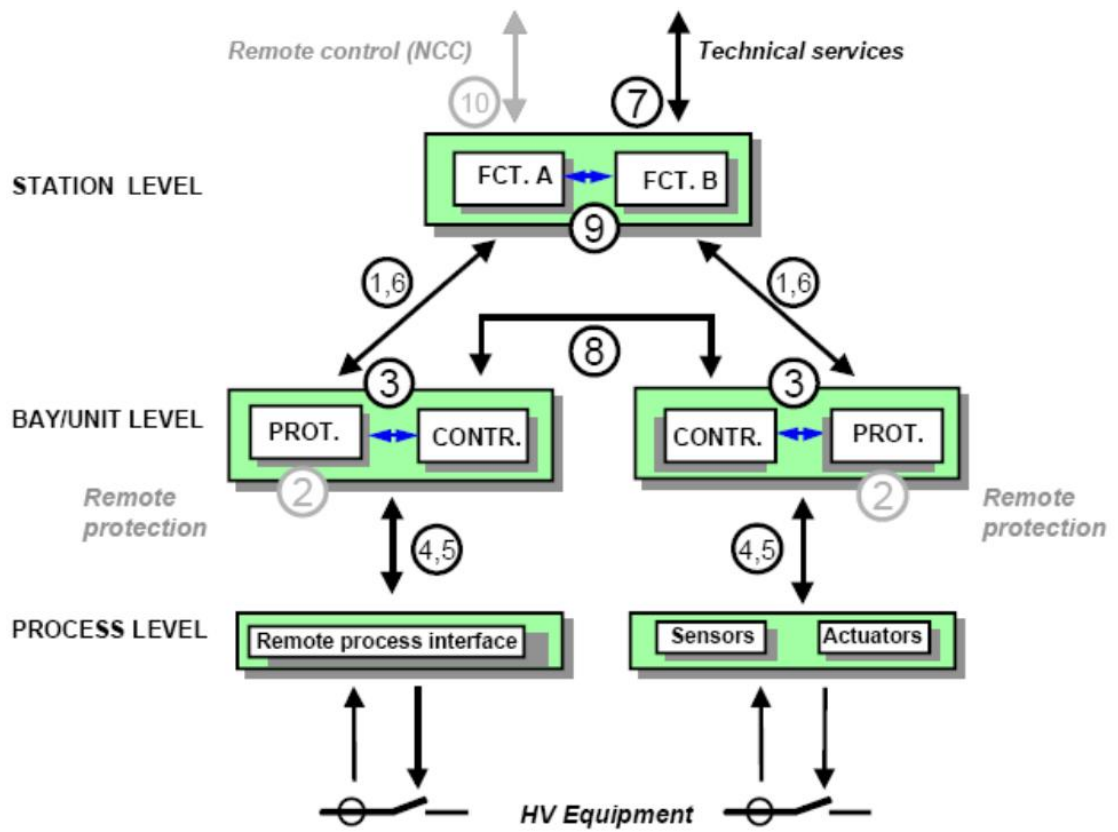 Remote control (NCC)
Technical services
10
7
STATION LEVEL
FCT. A
FCT. B
9
1,6
1,6
8
3
3
BAY/UNIT LEVEL
PROT.
CONTR.
CONTR.
PROT.
2
2
Remote
protection
Remote
protection
4,5
4,5
PROCESS LEVEL
Remote process interface
Sensors
Actuators
HV Equipment